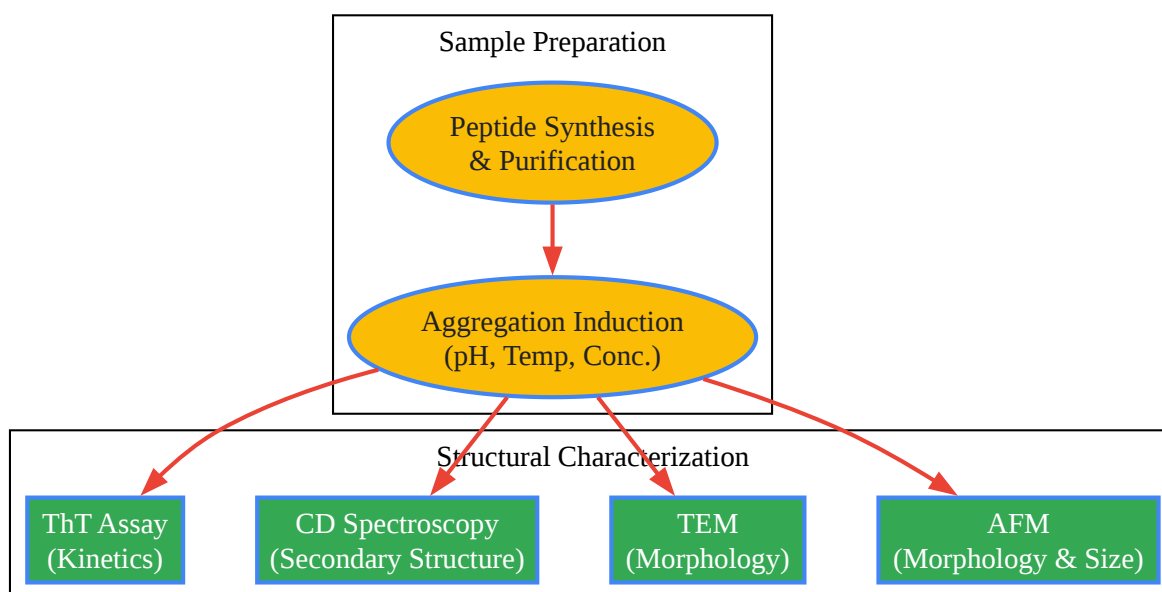 Sample Preparation
Peptide Synthesis
& Purification
Aggregation Induction
(pH, Temp, Conc.)
Structural Characterization
ThT Assay
(Kinetics)
CD Spectroscopy
(Secondary Structure)
TEM
(Morphology)
AFM
(Morphology & Size)